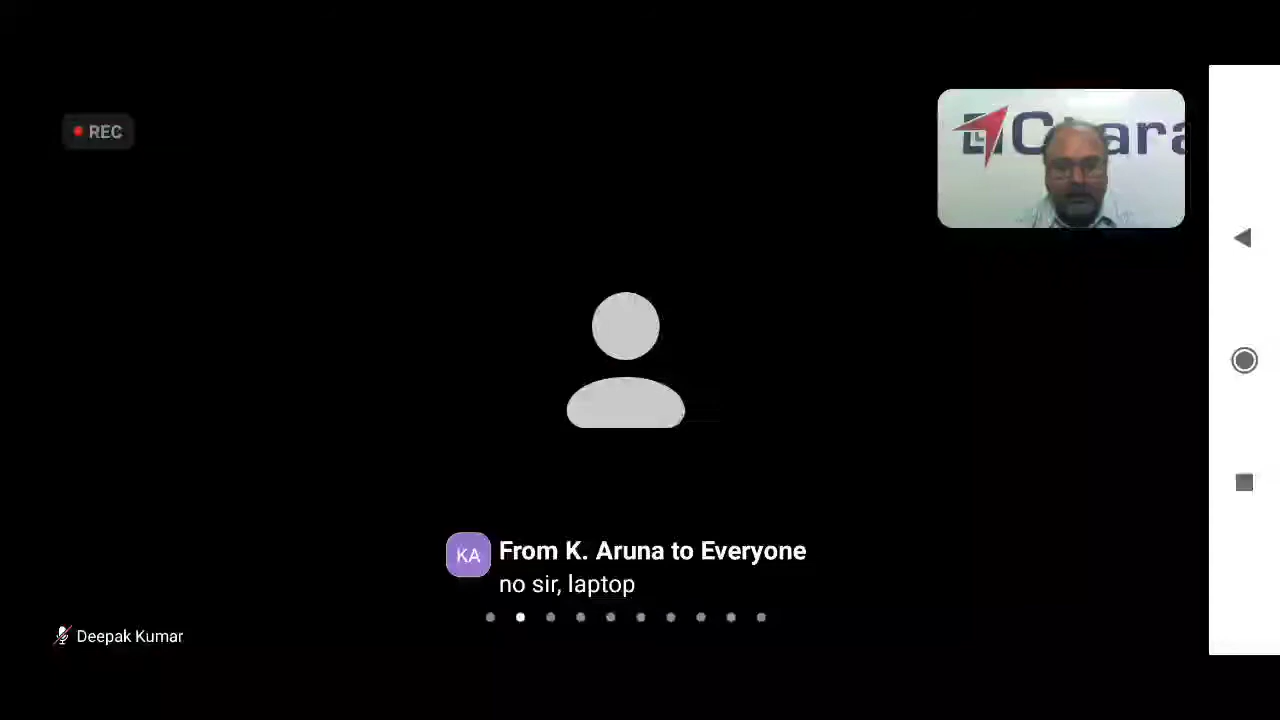 REC
KA
From K. Aruna to Everyone
no sir, laptop
Deepak Kumar